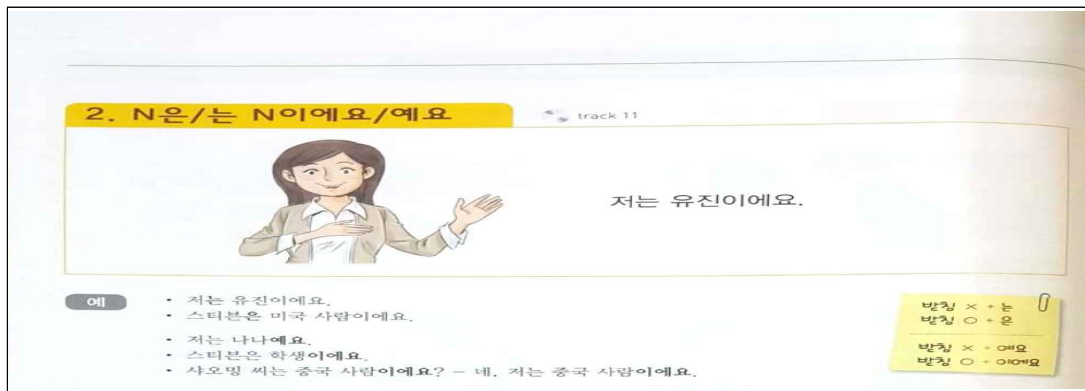 2. N은/는 N이에요/예요
track 11
저는 유진이에요.
예
• 저는 유진이에요.
• 스티븐은 미국 사람이에요.
• 저는 나나예요.
• 스티븐은 학생이에요.
• 샤오밍 씨는 중국 사람이에요? – 네, 저는 중국 사람이에요.
받침 × + 는
받침 ○ + 은
받침 × + 예요
받침 ○ + 이에요